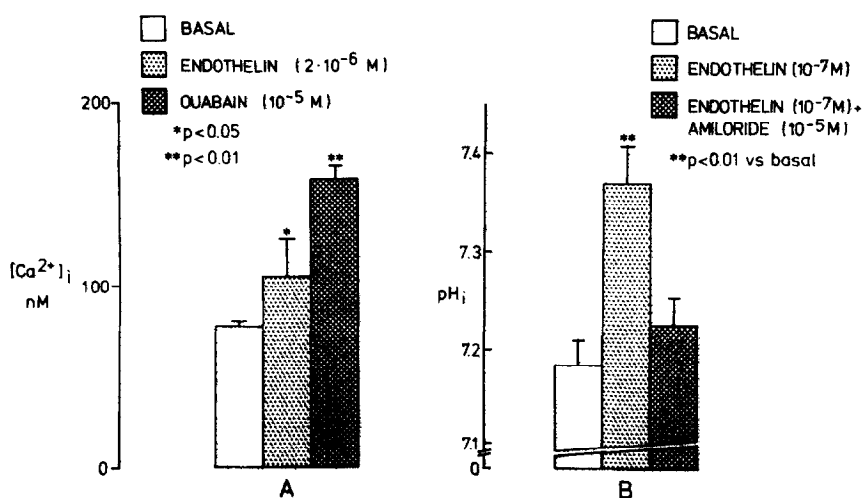 BASAL
ENDOTHELIN (2·10⁻⁶ M)
OUABAIN (10⁻⁵ M)
*p<0.05
**p<0.01
200
100
0
[Ca²⁺]i
nM
*
**
A
BASAL
ENDOTHELIN (10⁻⁷M)
ENDOTHELIN (10⁻⁷M)+
AMILORIDE (10⁻⁵M)
**p<0.01 vs basal
7.4
7.3
7.2
7.1
0
pHi
**
B